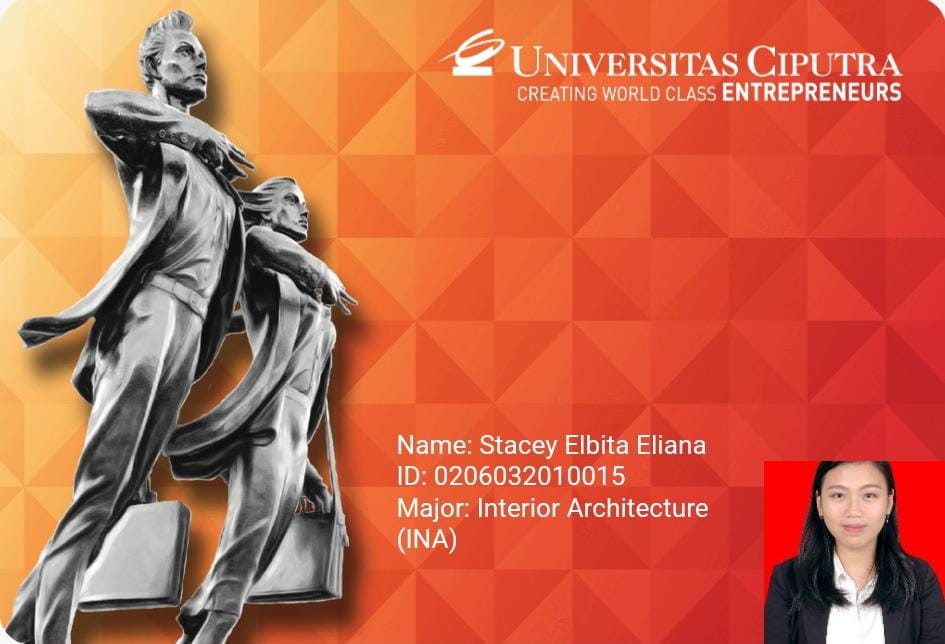 UNIVERSITAS CIPUTRA
CREATING WORLD CLASS ENTREPRENEURS
Name: Stacey Elbita Eliana
ID: 0206032010015
Major: Interior Architecture
(INA)